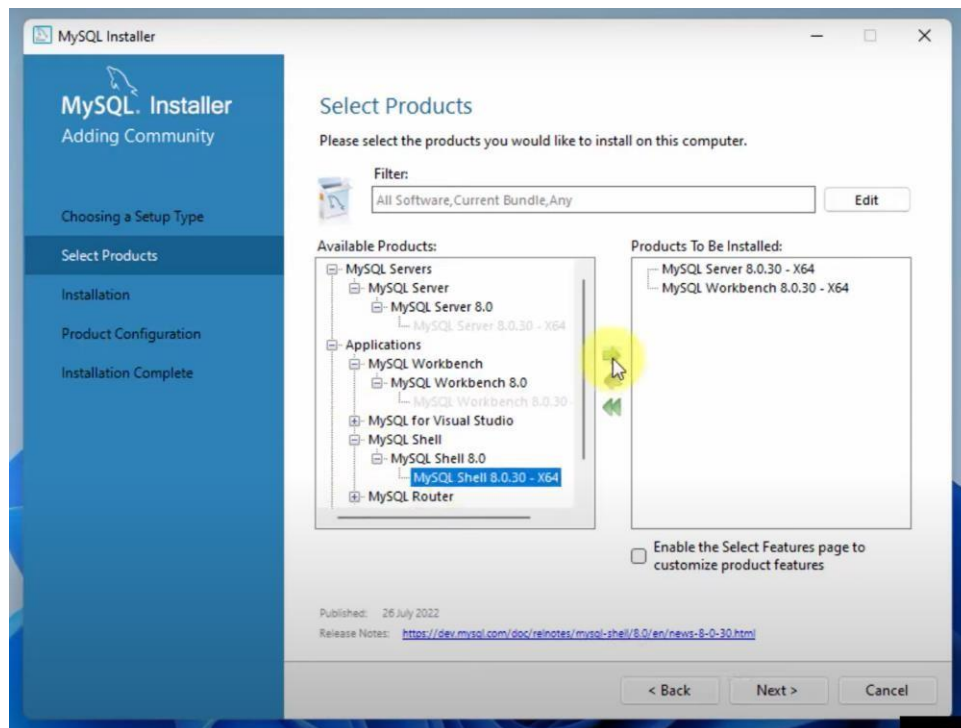 MySQL Installer
MySQL. Installer
Adding Community
Choosing a Setup Type
Select Products
Installation
Product Configuration
Installation Complete
Select Products
Please select the products you would like to install on this computer.
Filter:
All Software,Current Bundle,Any
Edit
Available Products:
MySQL Servers
MySQL Server
MySQL Server 8.0
MySQL Server 8.0.30 - X64
Applications
MySQL Workbench
MySQL Workbench 8.0
MySQL Workbench 8.0.30
MySQL for Visual Studio
MySQL Shell
MySQL Shell 8.0
MySQL Shell 8.0.30 - X64
MySQL Router
Products To Be Installed:
MySQL Server 8.0.30 - X64
MySQL Workbench 8.0.30 - X64
Enable the Select Features page to
customize product features
Published: 26 July 2022
Release Notes: https://dev.mysql.com/doc/relnotes/mysql-shell/8.0/en/news-8-0-30.html
< Back
Next >
Cancel